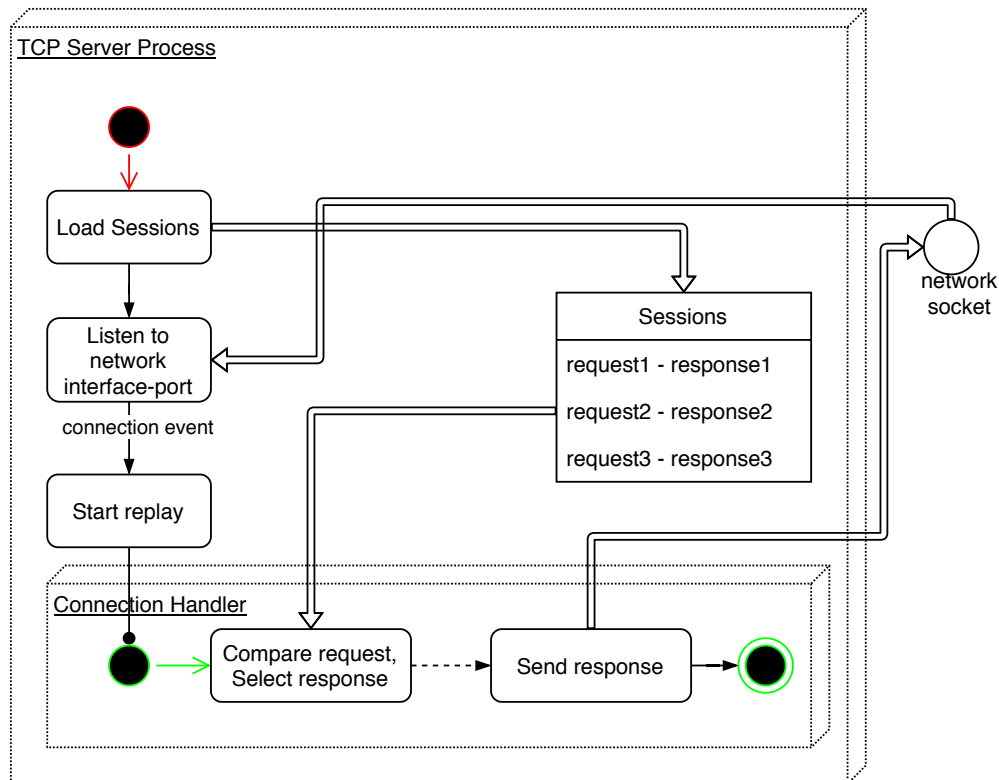 TCP Server Process
Load Sessions
network
socket
Sessions
Listen to
network
interface-port
request1 - response1
request2 - response2
request3 - response3
connection event
Start replay
Connection Handler
Compare request,
Select response
Send response